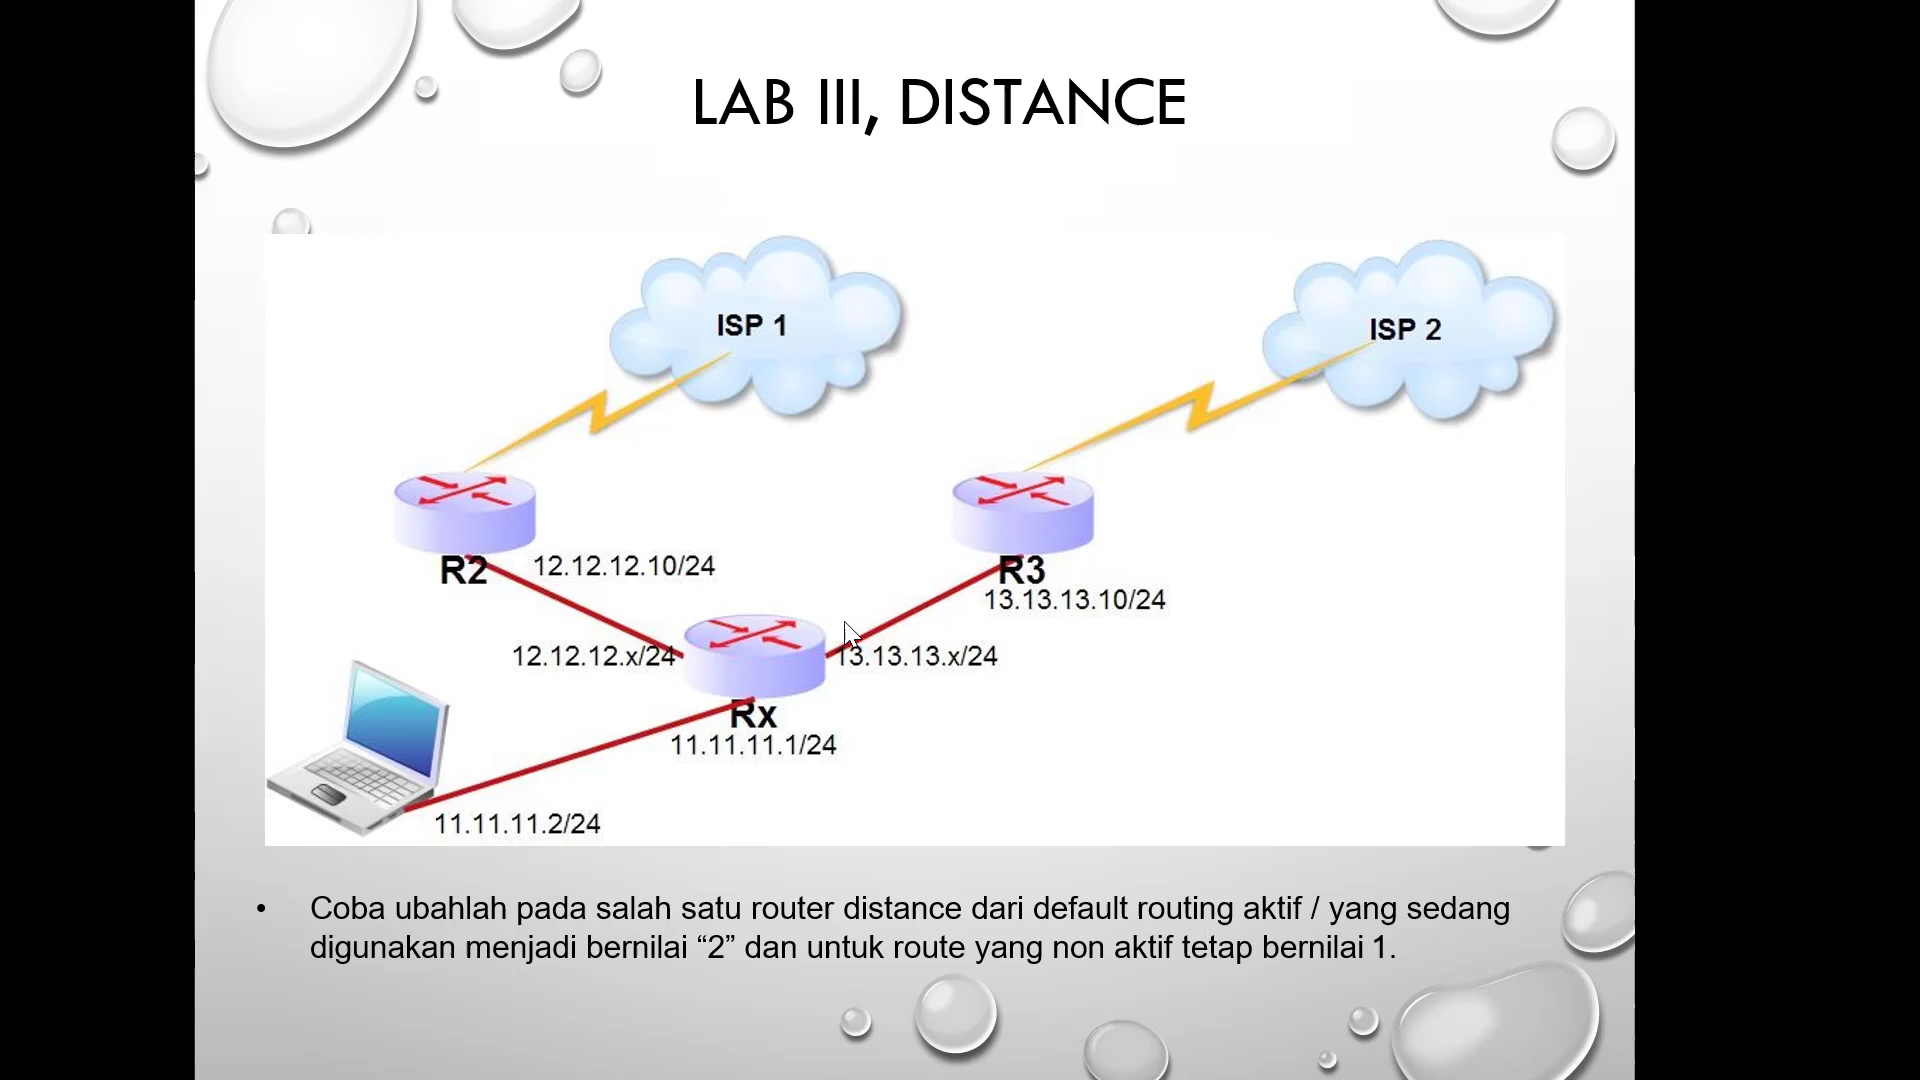 LAB III, DISTANCE
ISP 1
ISP 2
R2
12.12.12.10/24
R3
13.13.13.10/24
12.12.12.x/24
13.13.13.x/24
Rx
11.11.11.1/24
11.11.11.2/24
• Coba ubahlah pada salah satu router distance dari default routing aktif / yang sedang
digunakan menjadi bernilai “2” dan untuk route yang non aktif tetap bernilai 1.